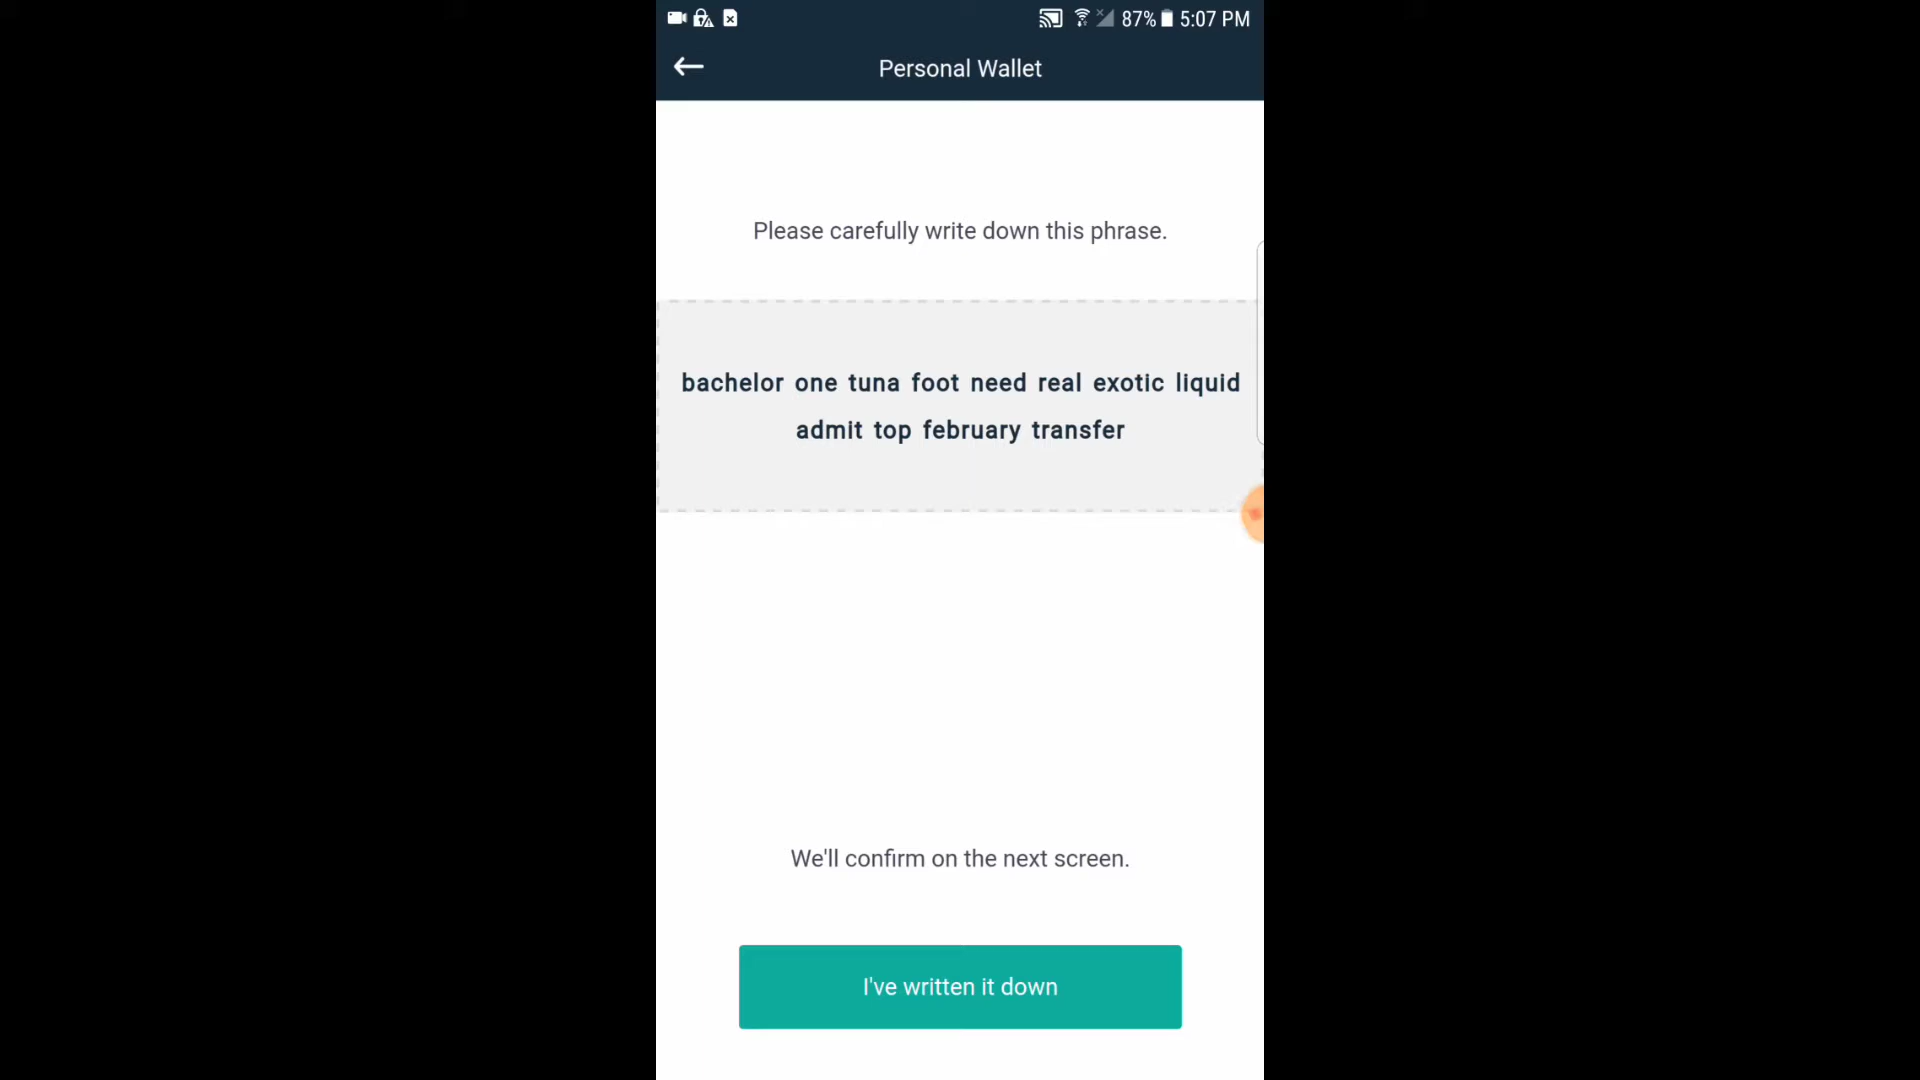 87% 5:07 PM
Personal Wallet
Please carefully write down this phrase.
bachelor one tuna foot need real exotic liquid
admit top february transfer
We'll confirm on the next screen.
I've written it down